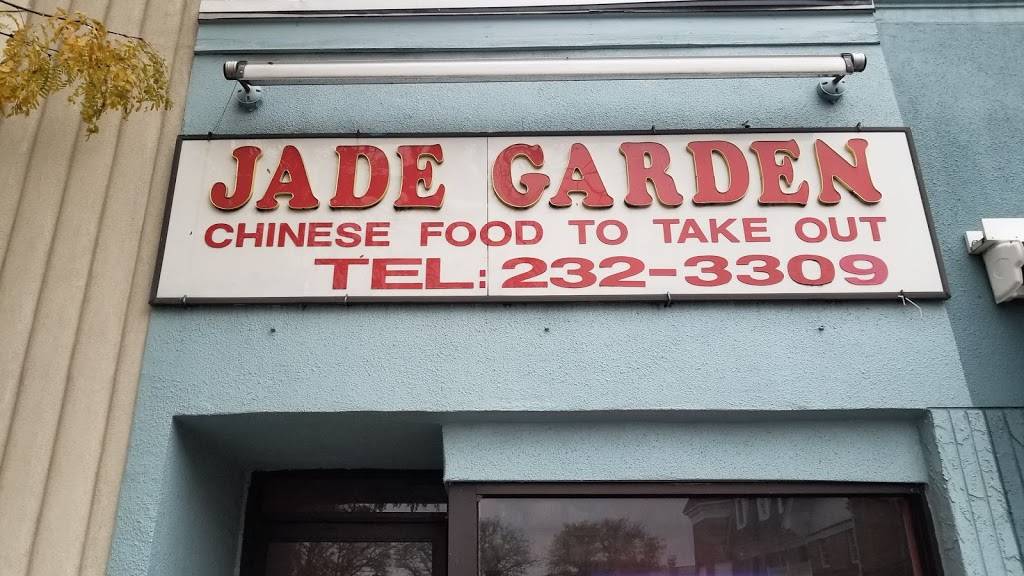 JADE GARDEN
CHINESE FOOD TO TAKE OUT
TEL: 232-3309